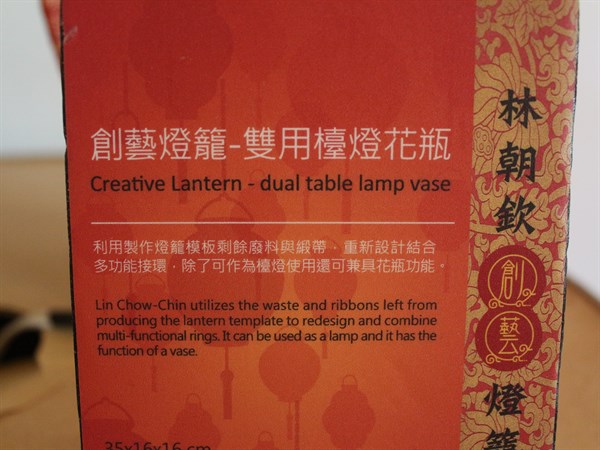 創藝燈籠-雙用檯燈花瓶
Creative Lantern - dual table lamp vase
利用製作燈籠模板剩餘廢料與緞帶，重新設計結合
多功能接環，除了可作為檯燈使用還可兼具花瓶功能。
Lin Chow-Chin utilizes the waste and ribbons left from
producing the lantern template to redesign and combine
multi-functional rings. It can be used as a lamp and it has the
function of a vase.
35x16x16 cm
林朝欽
創藝
燈籠